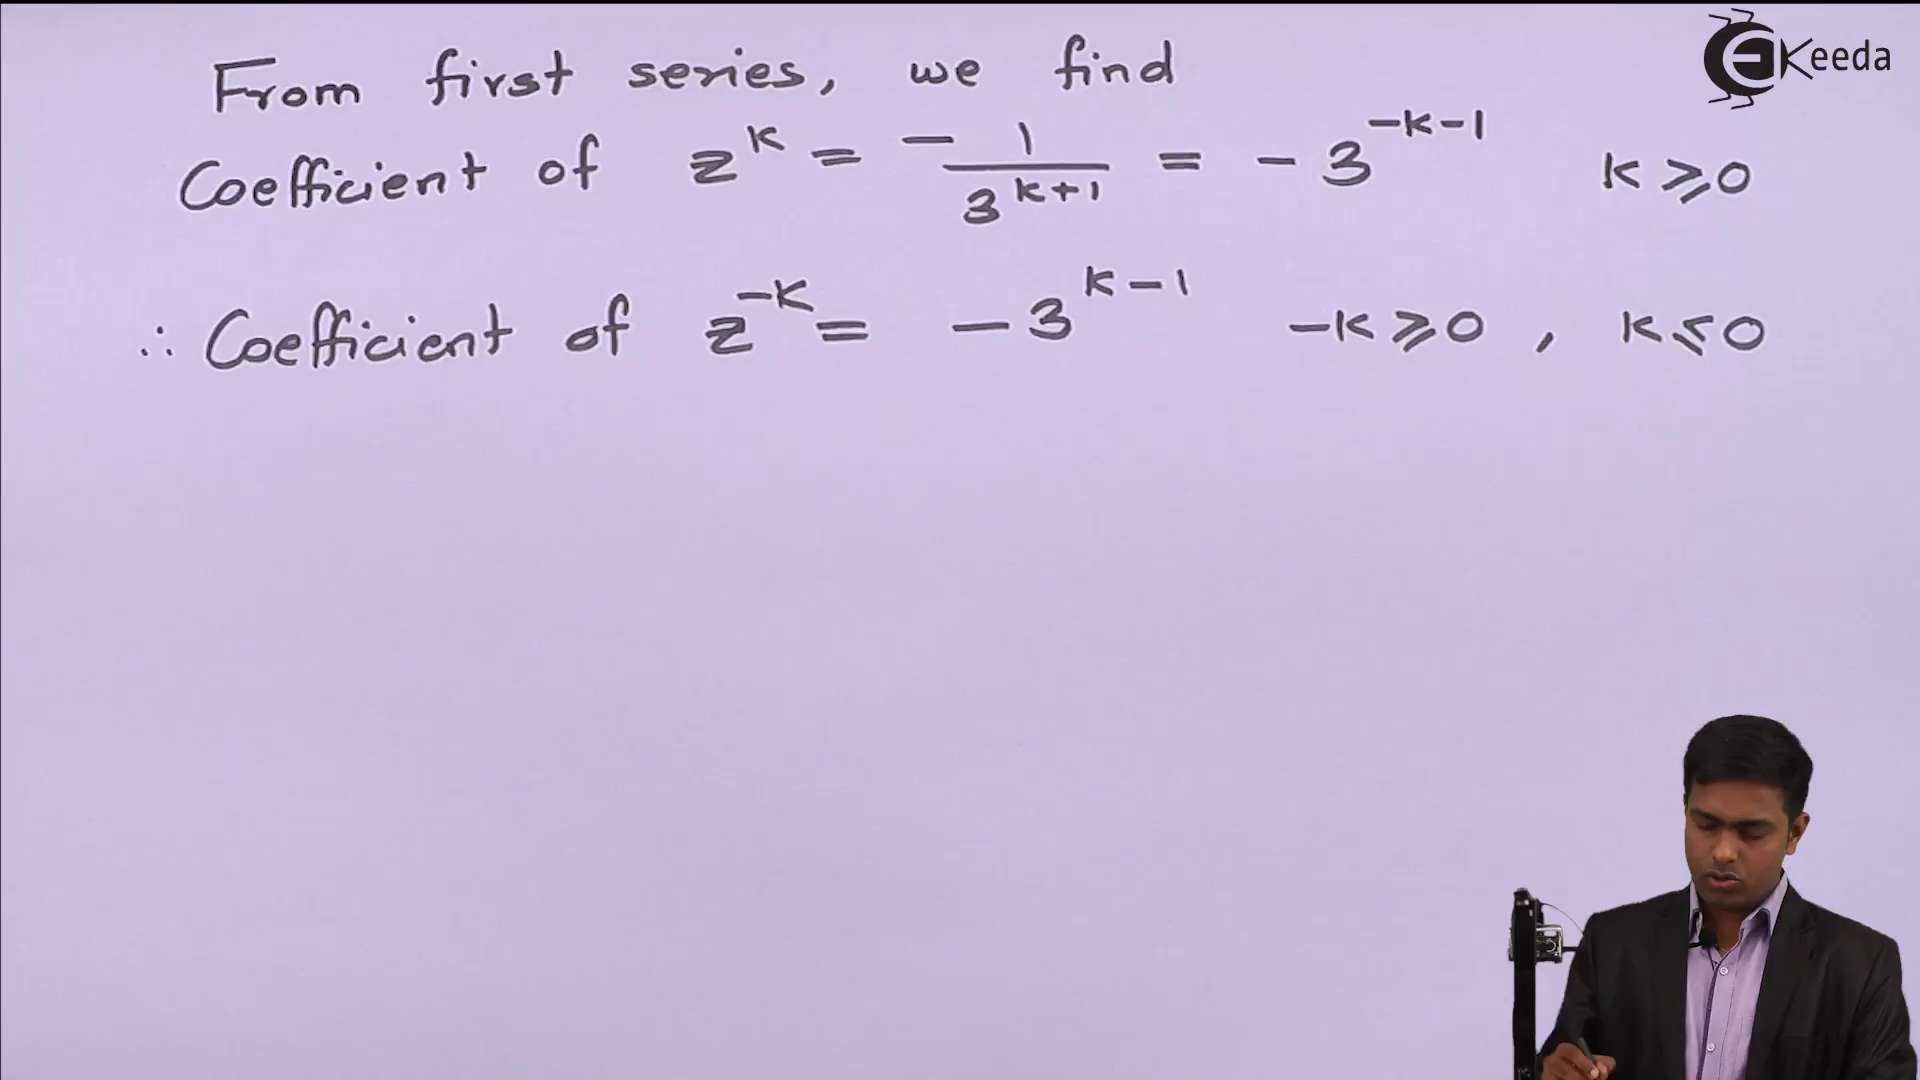 EKeeda
From first series, we find
Coefficient of z^k = - 1/3^(k+1) = - 3^(-k-1) k ≥ 0
∴ Coefficient of z^(-k) = - 3^(k-1) -k ≥ 0 , k ≤ 0